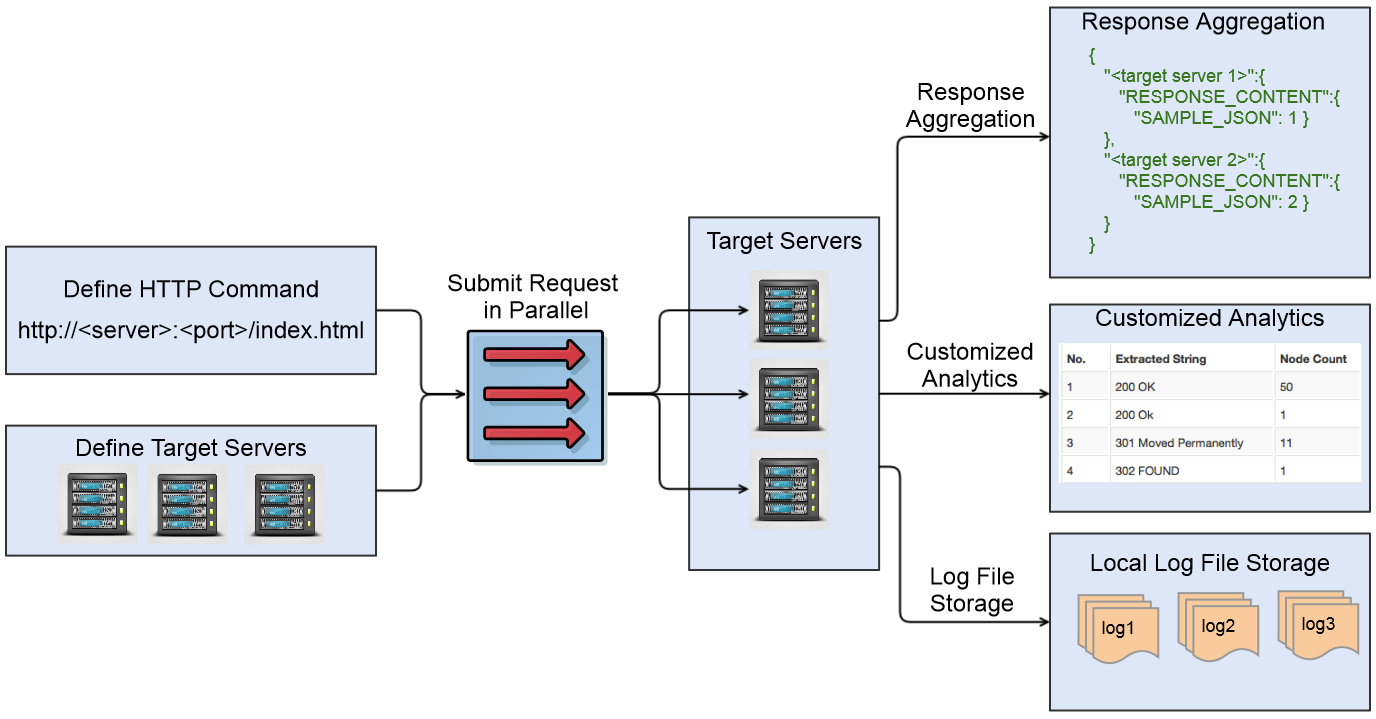 Define HTTP Command
http://<server>:<port>/index.html
Define Target Servers
Submit Request
in Parallel
Target Servers
Response
Aggregation
Customized
Analytics
Log File
Storage
Response Aggregation
{
"<target server 1>":{
"RESPONSE_CONTENT":{
"SAMPLE_JSON": 1 }
},
"<target server 2>":{
"RESPONSE_CONTENT":{
"SAMPLE_JSON": 2 }
}
}
Customized Analytics
No. Extracted String Node Count
1 200 OK 50
2 200 Ok 1
3 301 Moved Permanently 11
4 302 FOUND 1
Local Log File Storage
log1 log2 log3